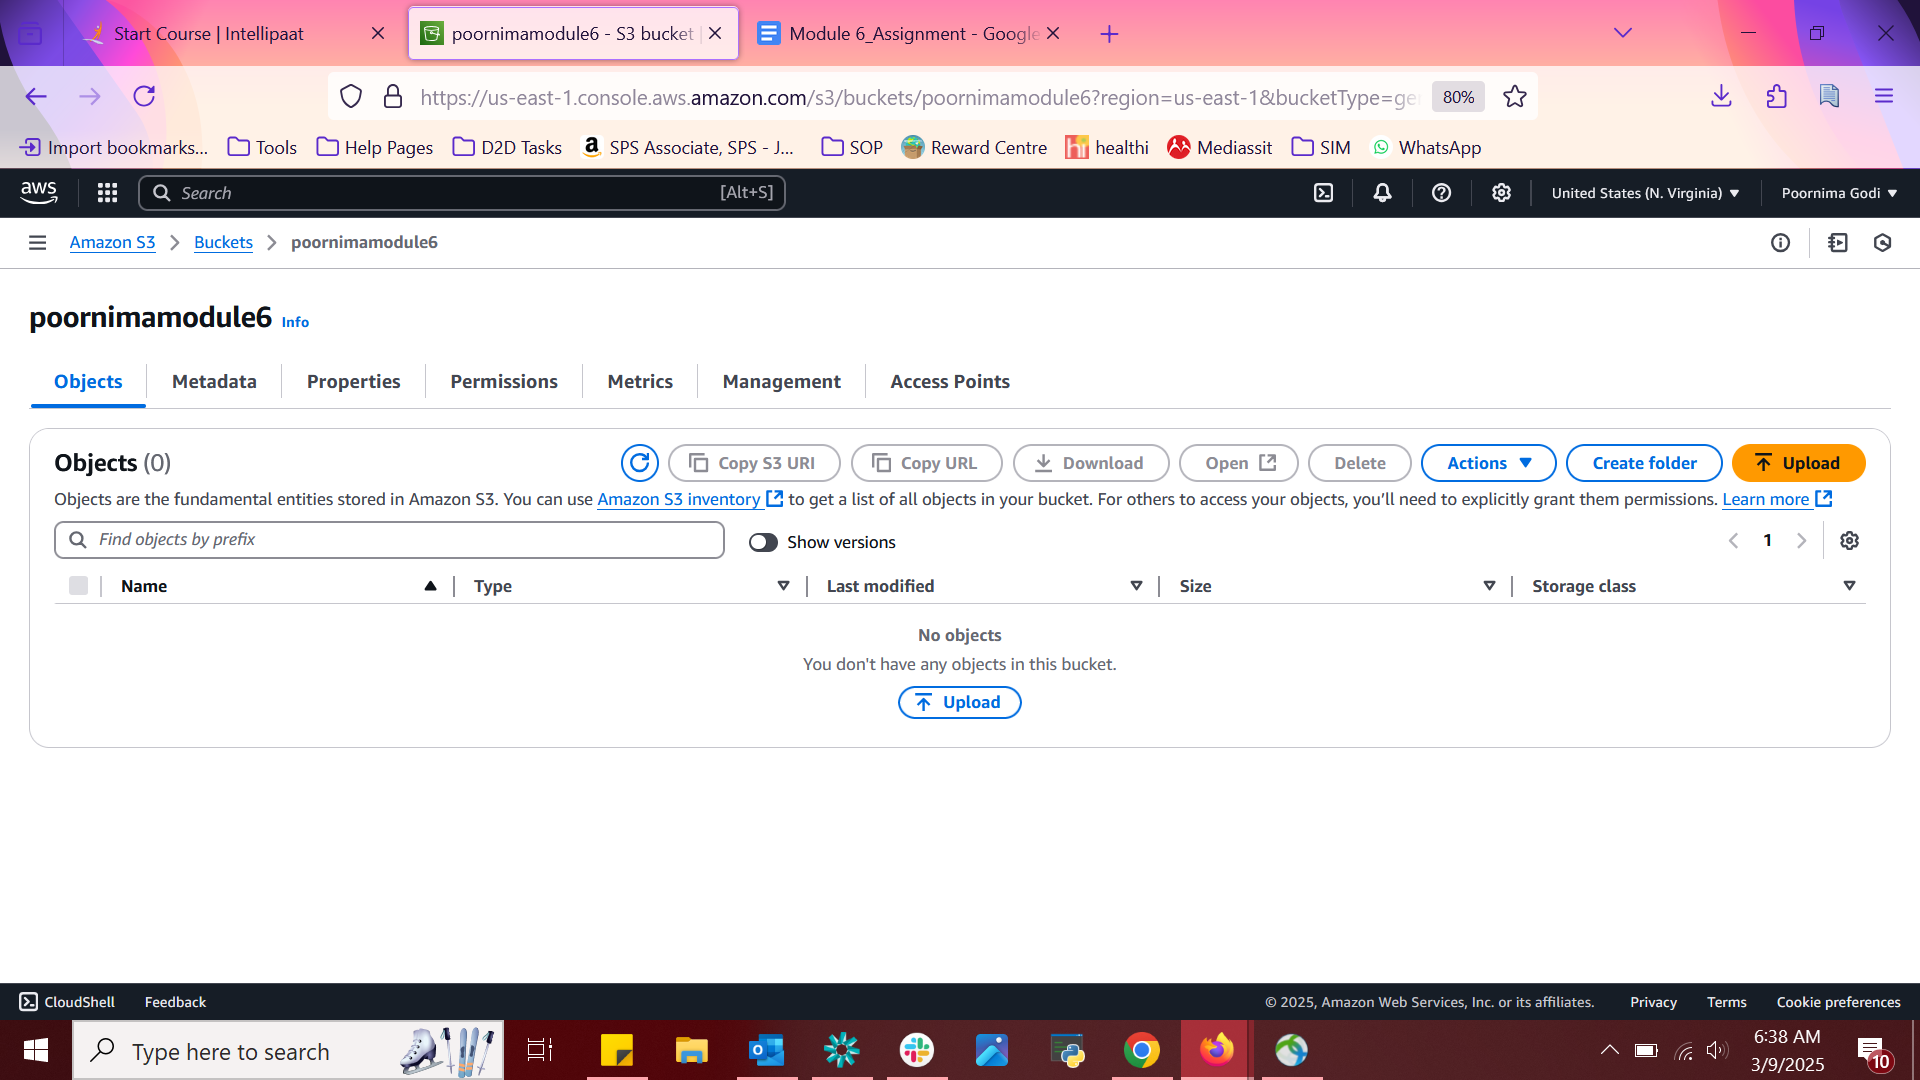 Start Course | Intellipaat
poornimamodule6 - S3 bucket |
Module 6_Assignment - Google
https://us-east-1.console.aws.amazon.com/s3/buckets/poornimamodule6?region=us-east-1&bucketType=ge
80%
Import bookmarks...
Tools
Help Pages
D2D Tasks
SPS Associate, SPS - J...
SOP
Reward Centre
healthi
Mediassit
SIM
WhatsApp
aws
Search
[Alt+S]
United States (N. Virginia)
Poornima Godi
Amazon S3
Buckets
poornimamodule6
poornimamodule6 Info
Objects
Metadata
Properties
Permissions
Metrics
Management
Access Points
Objects (0)
Copy S3 URI
Copy URL
Download
Open
Delete
Actions
Create folder
Upload
Objects are the fundamental entities stored in Amazon S3. You can use Amazon S3 inventory to get a list of all objects in your bucket. For others to access your objects, you’ll need to explicitly grant them permissions. Learn more
Find objects by prefix
Show versions
1
Name
Type
Last modified
Size
Storage class
No objects
You don't have any objects in this bucket.
Upload
CloudShell
Feedback
© 2025, Amazon Web Services, Inc. or its affiliates.
Privacy
Terms
Cookie preferences
Type here to search
6:38 AM
3/9/2025
10